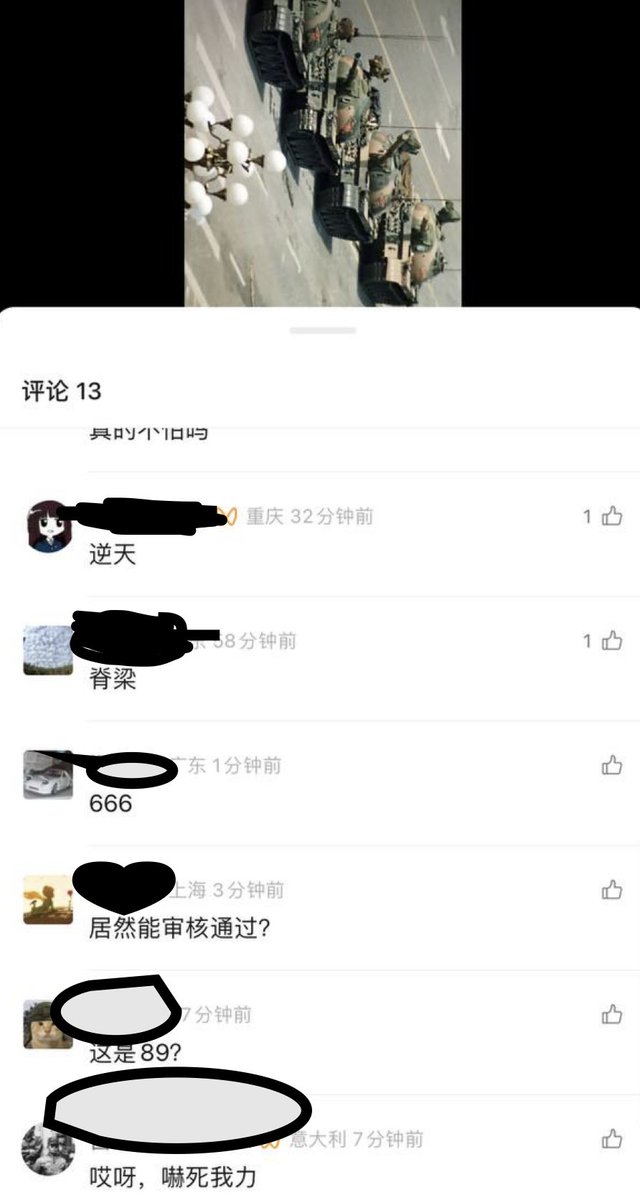 评论 13
真的不怕吗
重庆 32分钟前
1
逆天
58分钟前
1
脊梁
广东 1分钟前
666
上海 3分钟前
居然能审核通过?
7分钟前
这是89?
意大利 7分钟前
哎呀，嚇死我力